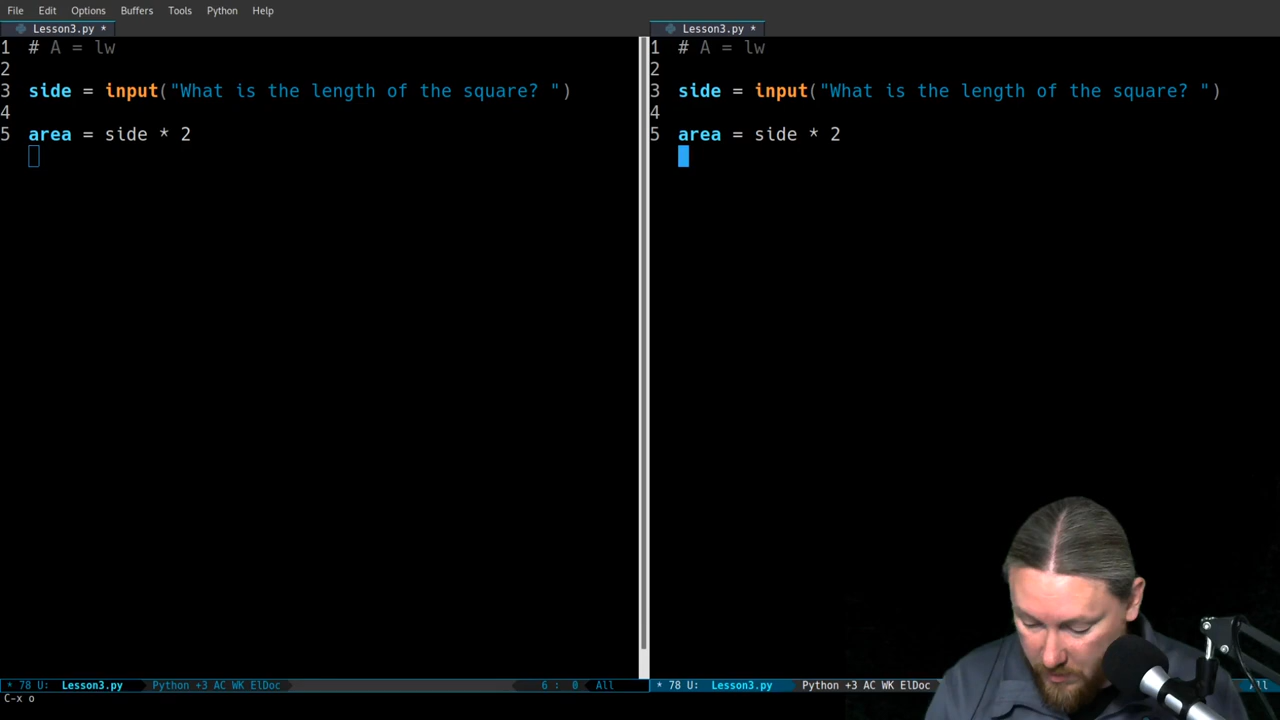 File Edit Options Buffers Tools Python Help
Lesson3.py *
1 # A = lw
2
3 side = input("What is the length of the square? ")
4
5 area = side * 2
* 78 U: Lesson3.py Python +3 AC WK ElDoc 6 : 0 All
Lesson3.py *
1 # A = lw
2
3 side = input("What is the length of the square? ")
4
5 area = side * 2
* 78 U: Lesson3.py Python +3 AC WK ElDoc All
C-x o